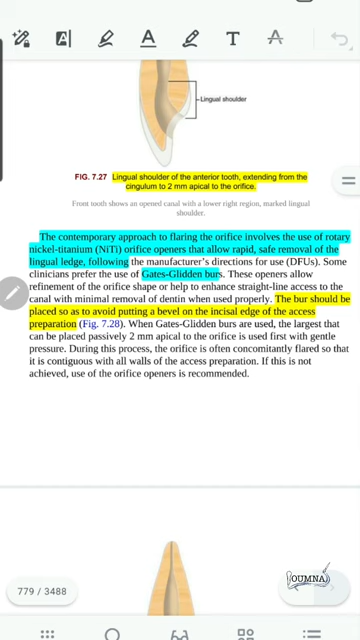 A
A
T
A
Lingual shoulder
FIG. 7.27 Lingual shoulder of the anterior tooth, extending from the
cingulum to 2 mm apical to the orifice.
Front tooth shows an opened canal with a lower right region, marked lingual
shoulder.
The contemporary approach to flaring the orifice involves the use of rotary
nickel-titanium (NiTi) orifice openers that allow rapid, safe removal of the
lingual ledge, following the manufacturer's directions for use (DFUs). Some
clinicians prefer the use of Gates-Glidden burs. These openers allow
refinement of the orifice shape or help to enhance straight-line access to the
canal with minimal removal of dentin when used properly. The bur should be
placed so as to avoid putting a bevel on the incisal edge of the access
preparation (Fig. 7.28). When Gates-Glidden burs are used, the largest that
can be placed passively 2 mm apical to the orifice is used first with gentle
pressure. During this process, the orifice is often concomitantly flared so that
it is contiguous with all walls of the access preparation. If this is not
achieved, use of the orifice openers is recommended.
779 / 3488
OUMNA